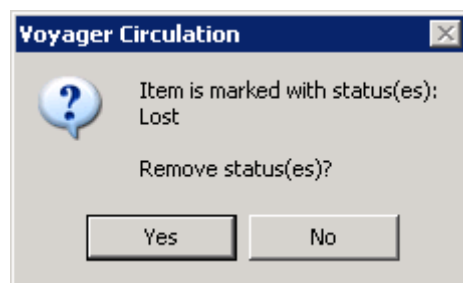 Voyager Circulation
Item is marked with status(es):
Lost
Remove status(es)?
Yes No